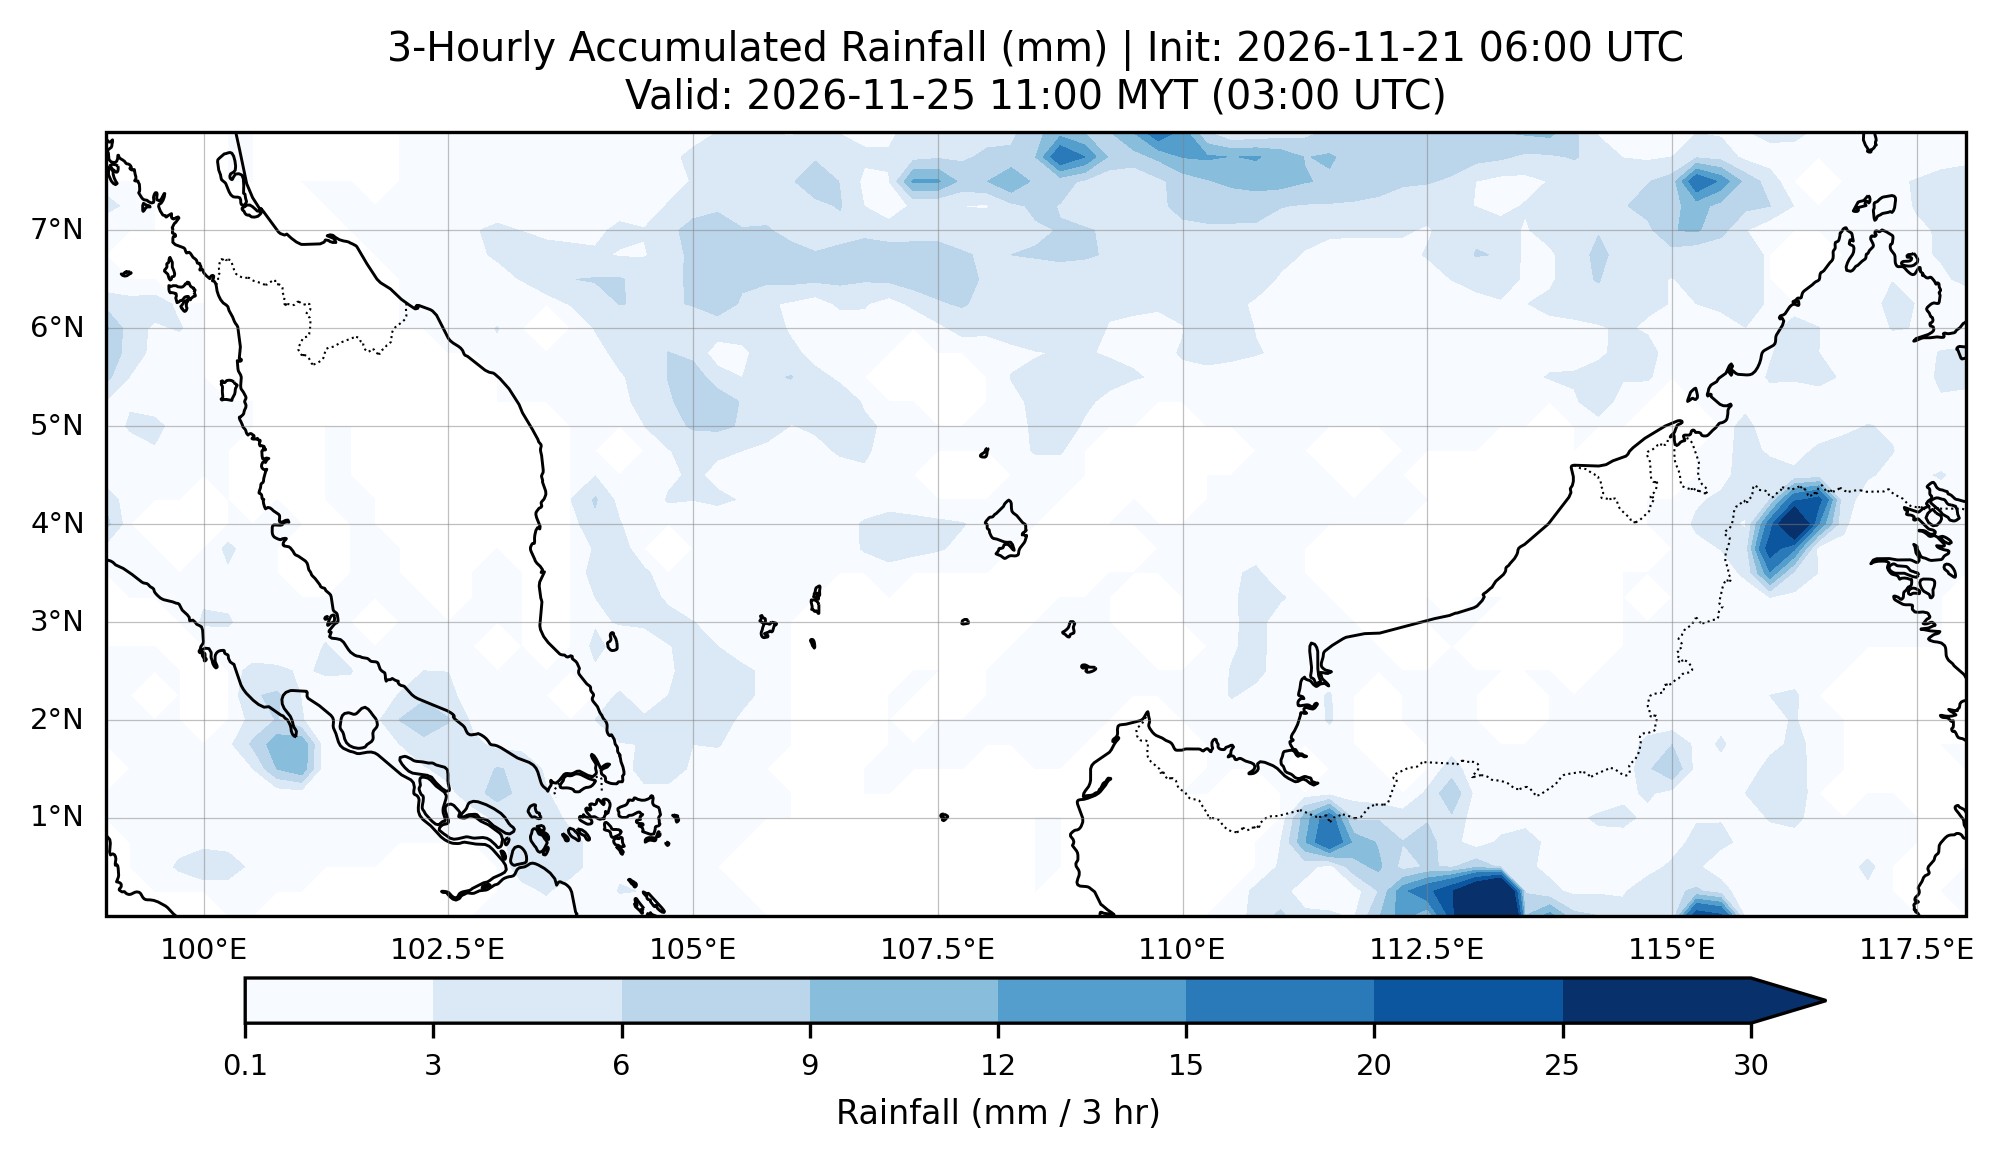 3-Hourly Accumulated Rainfall (mm) | Init: 2026-11-21 06:00 UTC
Valid: 2026-11-25 11:00 MYT (03:00 UTC)
7°N
6°N
5°N
4°N
3°N
2°N
1°N
100°E 102.5°E 105°E 107.5°E 110°E 112.5°E 115°E 117.5°E
0.1 3 6 9 12 15 20 25 30
Rainfall (mm / 3 hr)